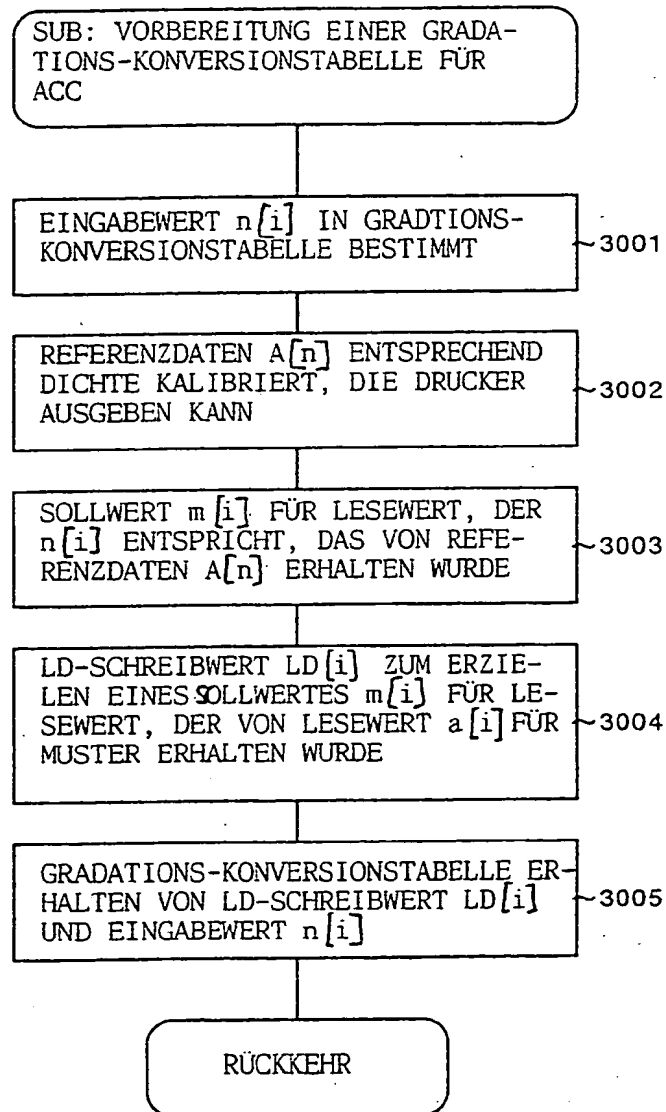 SUB: VORBEREITUNG EINER GRADA-
TIONS-KONVERSIONSTABELLE FÜR
ACC
EINGABEWERT n[i] IN GRADTIONS-
KONVERSIONSTABELLE BESTIMMT
~3001
REFERENZDATEN A[n] ENTSPRECHEND
DICHTE KALIBRIERT, DIE DRUCKER
AUSGEBEN KANN
~3002
SOLLWERT m[i] FÜR LESEWERT, DER
n[i] ENTSPRICHT, DAS VON REFE-
RENZDATEN A[n] ERHALTEN WURDE
~3003
LD-SCHREIBWERT LD[i] ZUM ERZIE-
LEN EINES SOLLWERTES m[i] FÜR LE-
SEWERT, DER VON LESEWERT a[i] FÜR
MUSTER ERHALTEN WURDE
~3004
GRADATIONS-KONVERSIONSTABELLE ER-
HALTEN VON LD-SCHREIBWERT LD[i]
UND EINGABEWERT n[i]
~3005
RÜCKKEHR